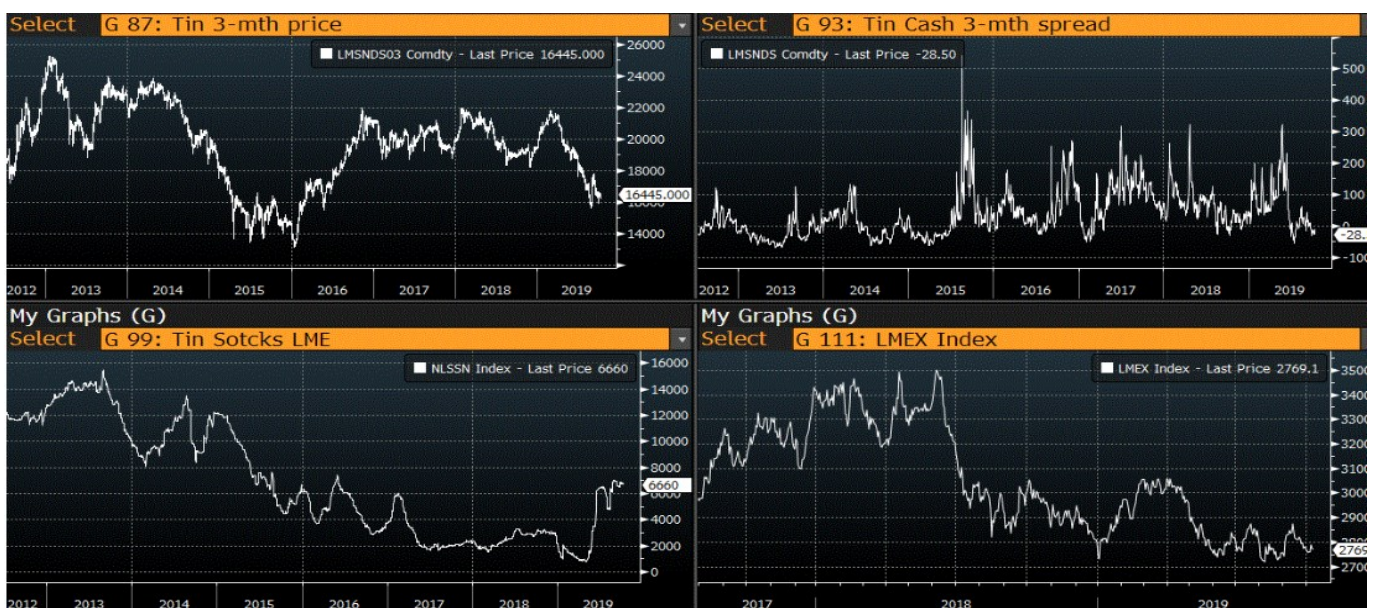 Select G 87: Tin 3-mth price
LMSNDS03 Comdty - Last Price 16445.000
26000
24000
22000
20000
18000
16445.000
16000
14000
2012 2013 2014 2015 2016 2017 2018 2019
Select G 93: Tin Cash 3-mth spread
LMSNDS Comdty - Last Price -28.50
500
400
300
200
100
0
-28.
-100
2012 2013 2014 2015 2016 2017 2018 2019
My Graphs (G)
Select G 99: Tin Sotcks LME
NLSSN Index - Last Price 6660
16000
14000
12000
10000
8000
6660
6000
4000
2000
0
2012 2013 2014 2015 2016 2017 2018 2019
My Graphs (G)
Select G 111: LMEX Index
LMEX Index - Last Price 2769.1
3500
3400
3300
3200
3100
3000
2900
2800
2769
2700
2017 2018 2019